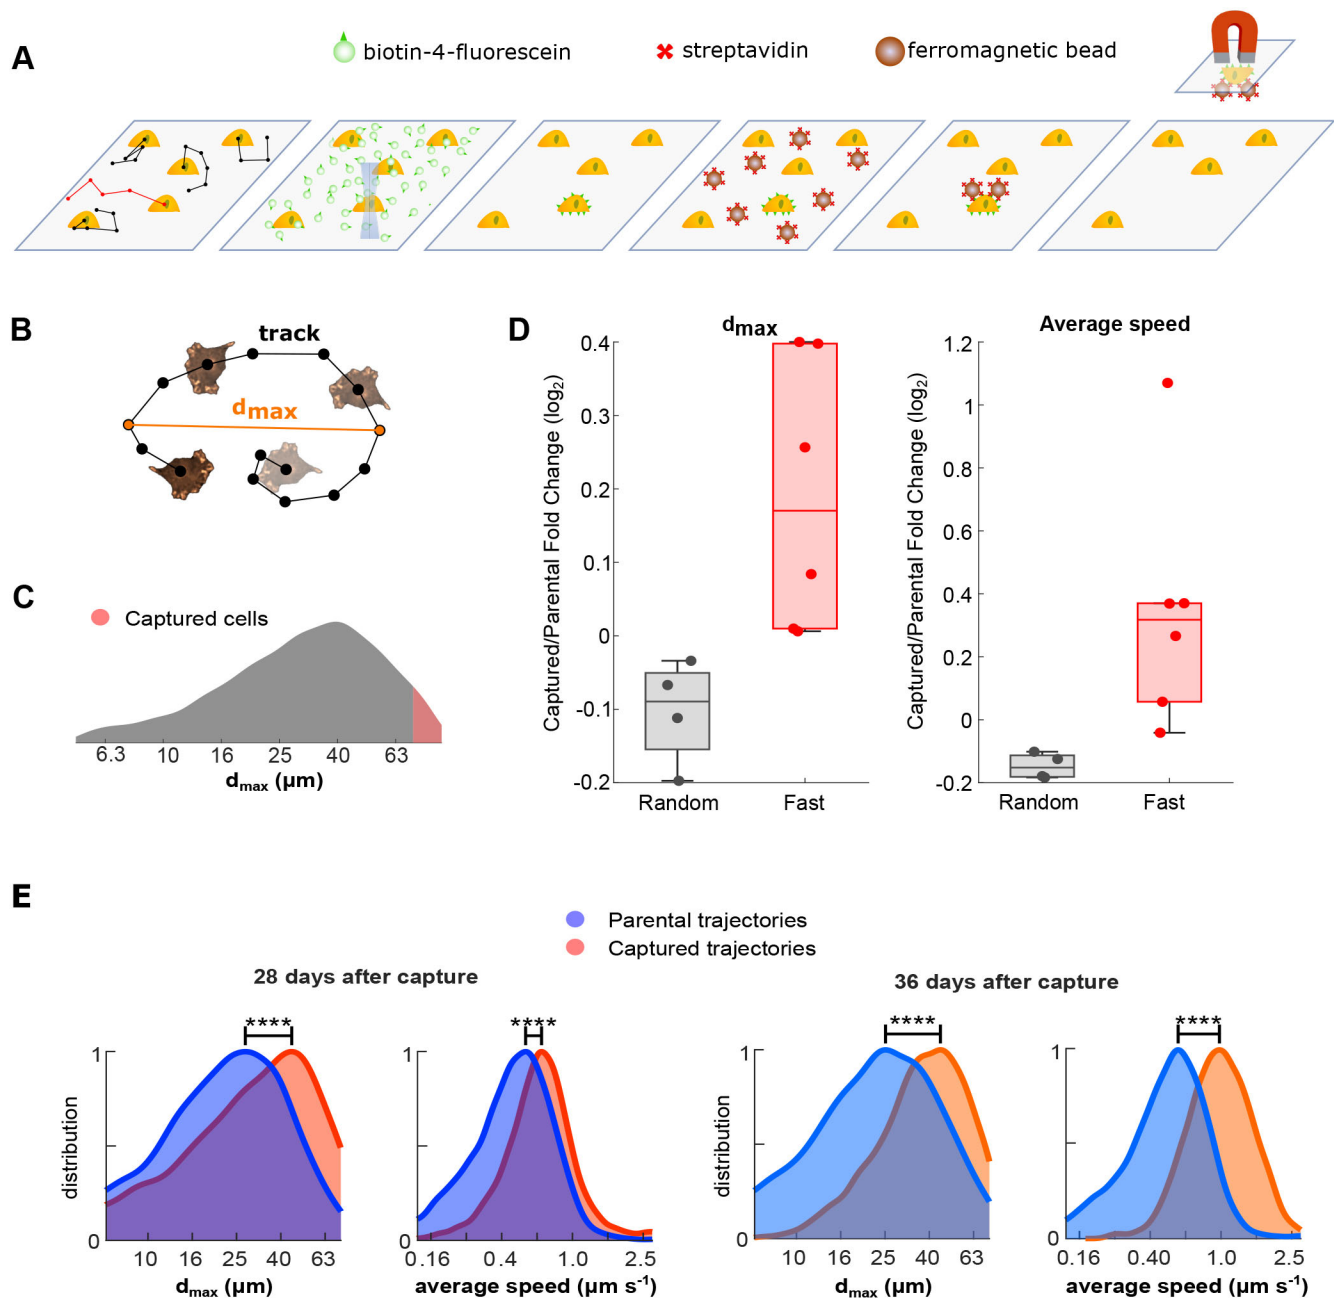 A
biotin-4-fluorescein
streptavidin
ferromagnetic bead
B
track
dmax
C
Captured cells
6.3 10 16 25 40 63
dmax (μm)
D
dmax
Captured/Parental Fold Change (log2)
0.4
0.3
0.2
0.1
0
-0.1
-0.2
Random Fast
Average speed
Captured/Parental Fold Change (log2)
1.2
1
0.8
0.6
0.4
0.2
0
-0.2
Random Fast
E
Parental trajectories
Captured trajectories
28 days after capture
36 days after capture
****
distribution
1
0
10 16 25 40 63
dmax (μm)
****
1
0
0.16 0.4 1.0 2.5
average speed (μm s-1)
****
distribution
1
0
10 16 25 40 63
dmax (μm)
****
1
0
0.16 0.40 1.0 2.5
average speed (μm s-1)